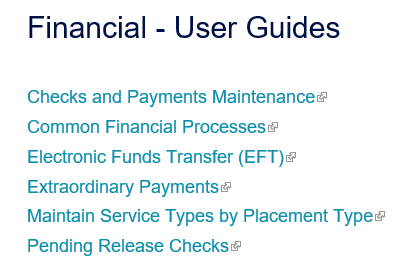 Financial - User Guides
Checks and Payments Maintenance
Common Financial Processes
Electronic Funds Transfer (EFT)
Extraordinary Payments
Maintain Service Types by Placement Type
Pending Release Checks